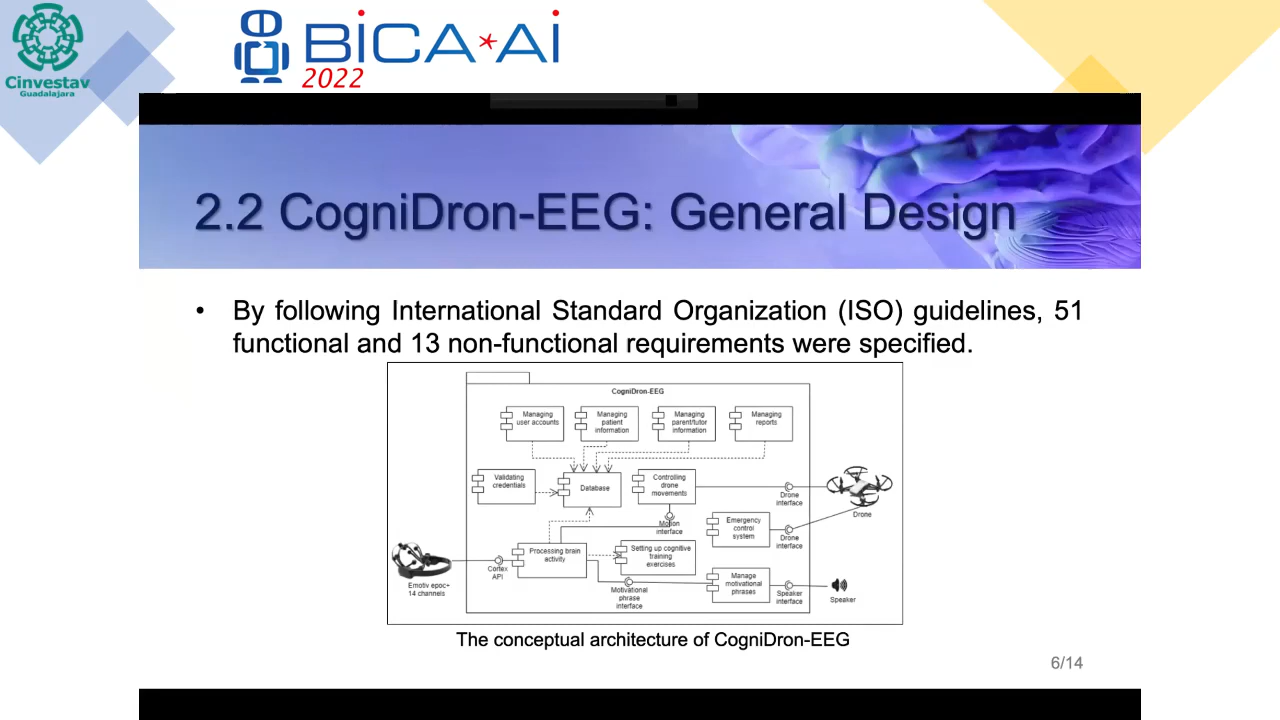 Cinvestav
Guadalajara
BiCA*Ai
2022
2.2 CogniDron-EEG: General Design
• By following International Standard Organization (ISO) guidelines, 51
functional and 13 non-functional requirements were specified.
CogniDron-EEG
Managing
user accounts
Managing
patient
information
Managing
parent/tutor
information
Managing
reports
Validating
credentials
Database
Controlling
drone
movements
Drone
interface
Drone
Motion
interface
Emergency
control
system
Drone
interface
Processing brain
activity
Setting up cognitive
training
exercises
Cortex
API
Emotiv epoc+
14 channels
Motivational
phrase
interface
Manage
motivational
phrases
Speaker
interface
Speaker
The conceptual architecture of CogniDron-EEG
6/14